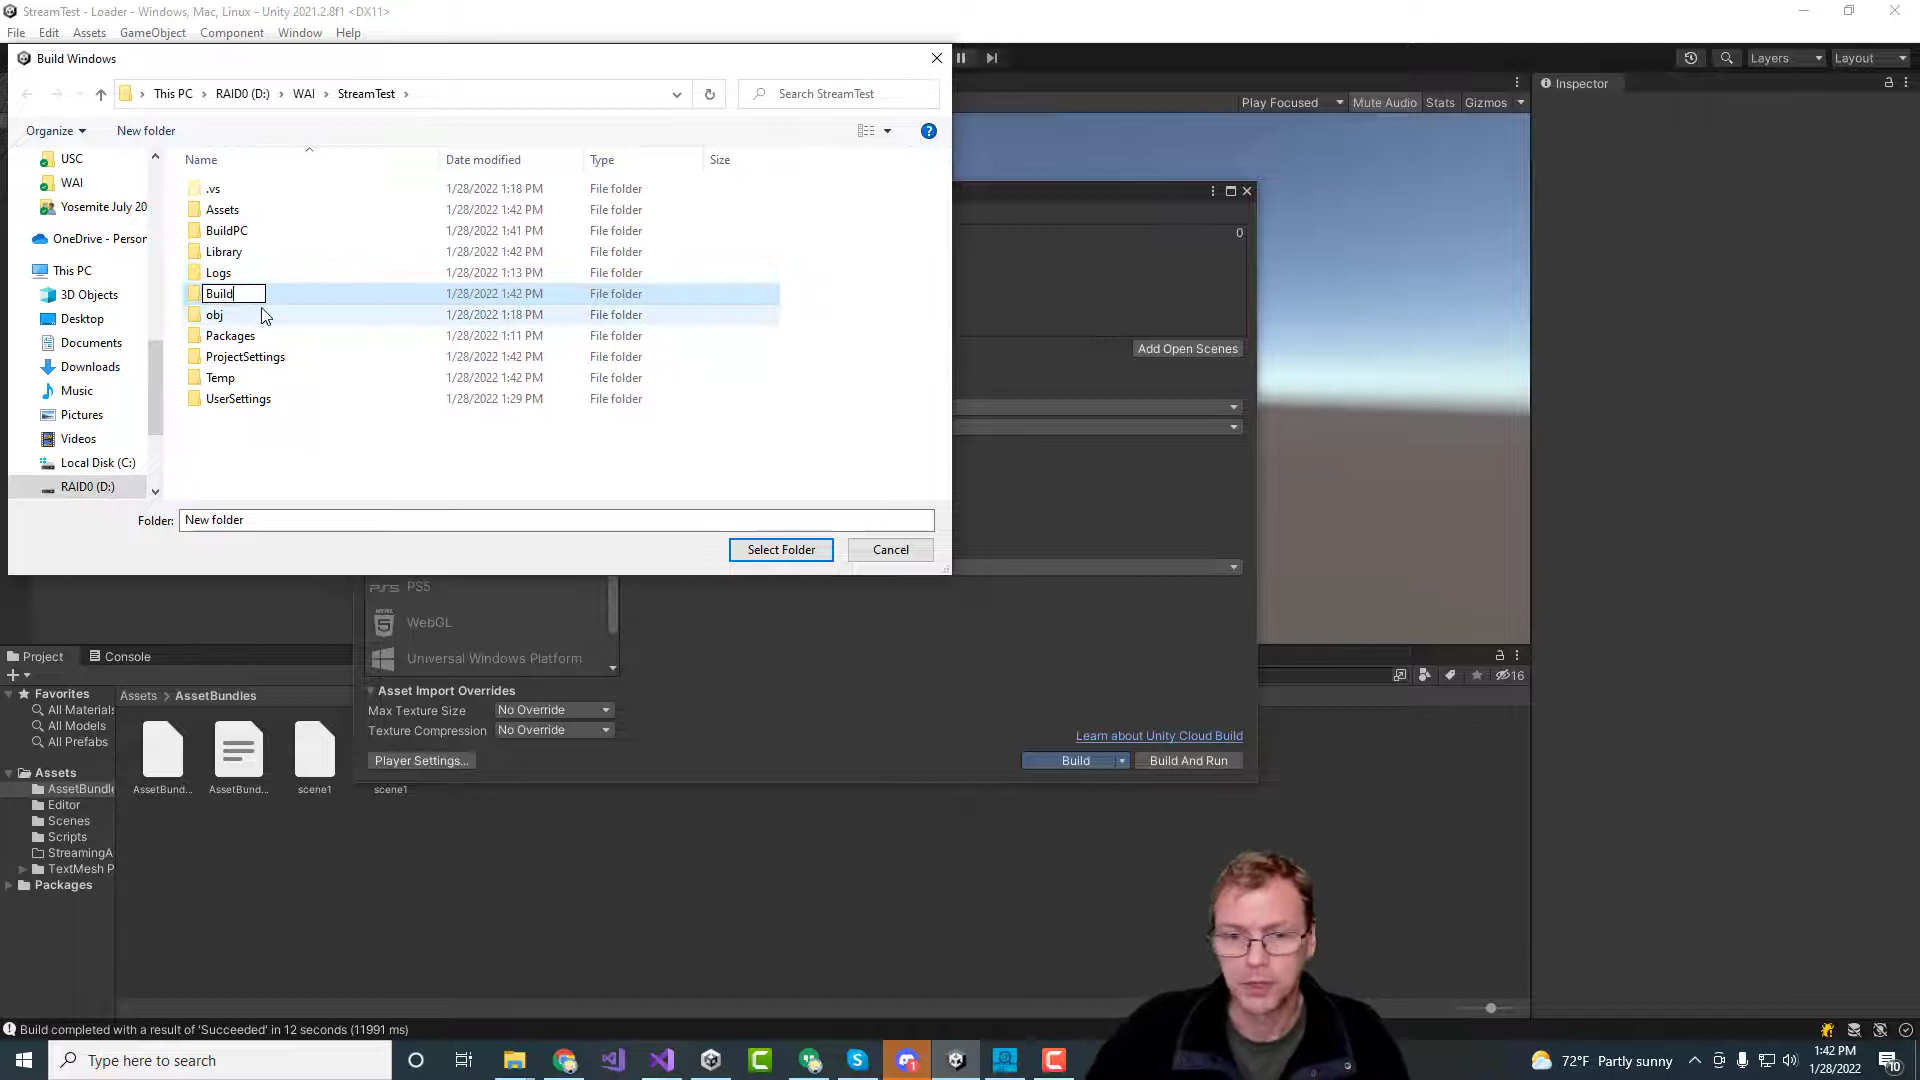 StreamTest - Loader - Windows, Mac, Linux - Unity 2021.2.8f1 <DX11>
File Edit Assets GameObject Component Window Help
Build Windows
This PC > RAID0 (D:) > WAI > StreamTest >
Search StreamTest
Layers
Layout
Inspector
Organize
New folder
Play Focused
Mute Audio
Stats
Gizmos
USC
WAI
Yosemite July 20
OneDrive - Person
This PC
3D Objects
Desktop
Documents
Downloads
Music
Pictures
Videos
Local Disk (C:)
RAID0 (D:)
Name Date modified Type Size
.vs 1/28/2022 1:18 PM File folder
Assets 1/28/2022 1:42 PM File folder
BuildPC 1/28/2022 1:41 PM File folder
Library 1/28/2022 1:42 PM File folder
Logs 1/28/2022 1:13 PM File folder
Build 1/28/2022 1:42 PM File folder
obj 1/28/2022 1:18 PM File folder
Packages 1/28/2022 1:11 PM File folder
ProjectSettings 1/28/2022 1:42 PM File folder
Temp 1/28/2022 1:42 PM File folder
UserSettings 1/28/2022 1:29 PM File folder
0
Add Open Scenes
Folder: New folder
Select Folder
Cancel
PS5
WebGL
Universal Windows Platform
Asset Import Overrides
Max Texture Size No Override
Texture Compression No Override
Player Settings...
Learn about Unity Cloud Build
Build
Build And Run
Project
Console
16
Favorites
All Materials
All Models
All Prefabs
Assets
AssetBundle
Editor
Scenes
Scripts
StreamingA
TextMesh P
Packages
Assets > AssetBundles
AssetBund...
AssetBund...
scene1
scene1
Build completed with a result of 'Succeeded' in 12 seconds (11991 ms)
Type here to search
72°F Partly sunny
1:42 PM
1/28/2022
10